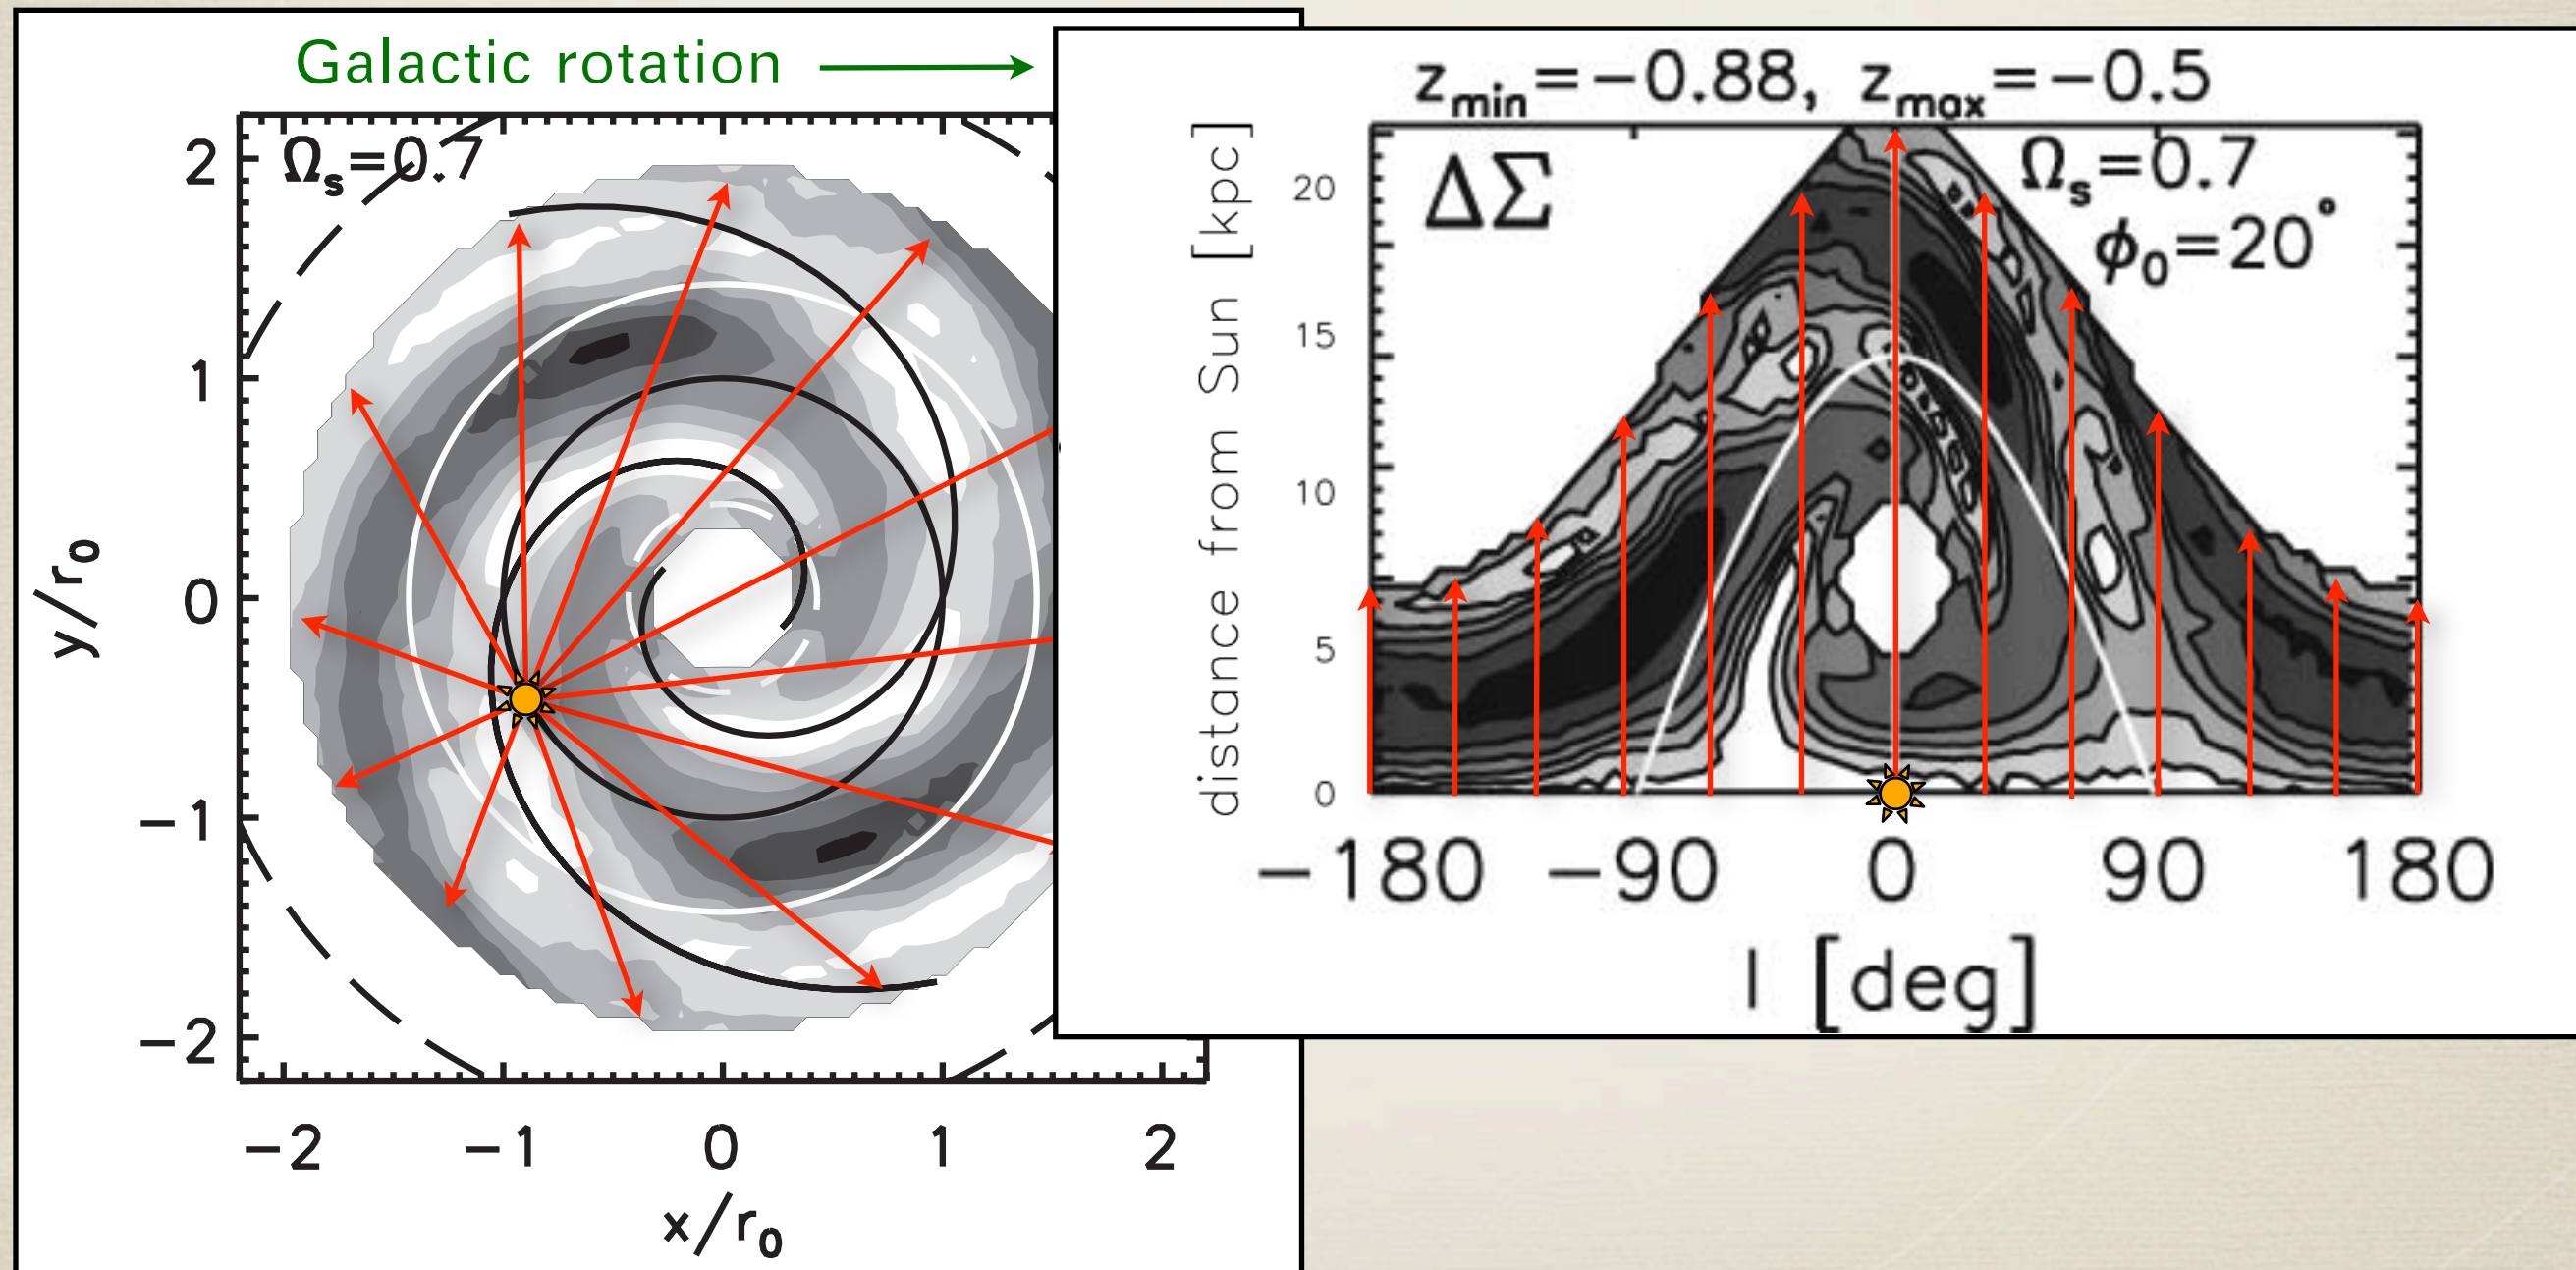 Galactic rotation
Ωs=0.7
2
1
0
−1
−2
y/r0
−2 −1 0 1 2
x/r0
zmin=−0.88, zmax=−0.5
ΔΣ
Ωs=0.7
ϕ0=20°
distance from Sun [kpc]
20
15
10
5
0
−180 −90 0 90 180
l [deg]